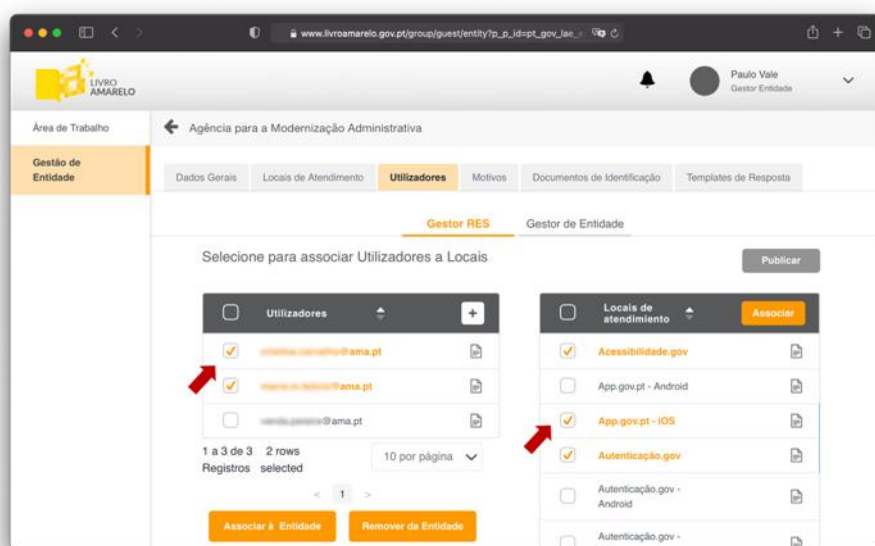 www.livroamarelo.gov.pt/group/guest/entity?p_p_id=pt_gov_lae_
LIVRO
AMARELO
Paulo Vale
Gestor Entidade
Área de Trabalho
Agência para a Modernização Administrativa
Gestão de
Entidade
Dados Gerais Locais de Atendimento Utilizadores Motivos Documentos de Identificação Templates de Resposta
Gestor RES Gestor de Entidade
Selecione para associar Utilizadores a Locais
Publicar
Utilizadores +
Locais de
atendimiento
Associar
@ama.pt
Acessibilidade.gov
@ama.pt
App.gov.pt - Android
@ama.pt
App.gov.pt - iOS
1 a 3 de 3 2 rows
Registros selected
10 por página
Autenticação.gov
< 1 >
Autenticação.gov -
Android
Associar à Entidade Remover da Entidade
Autenticação.gov -